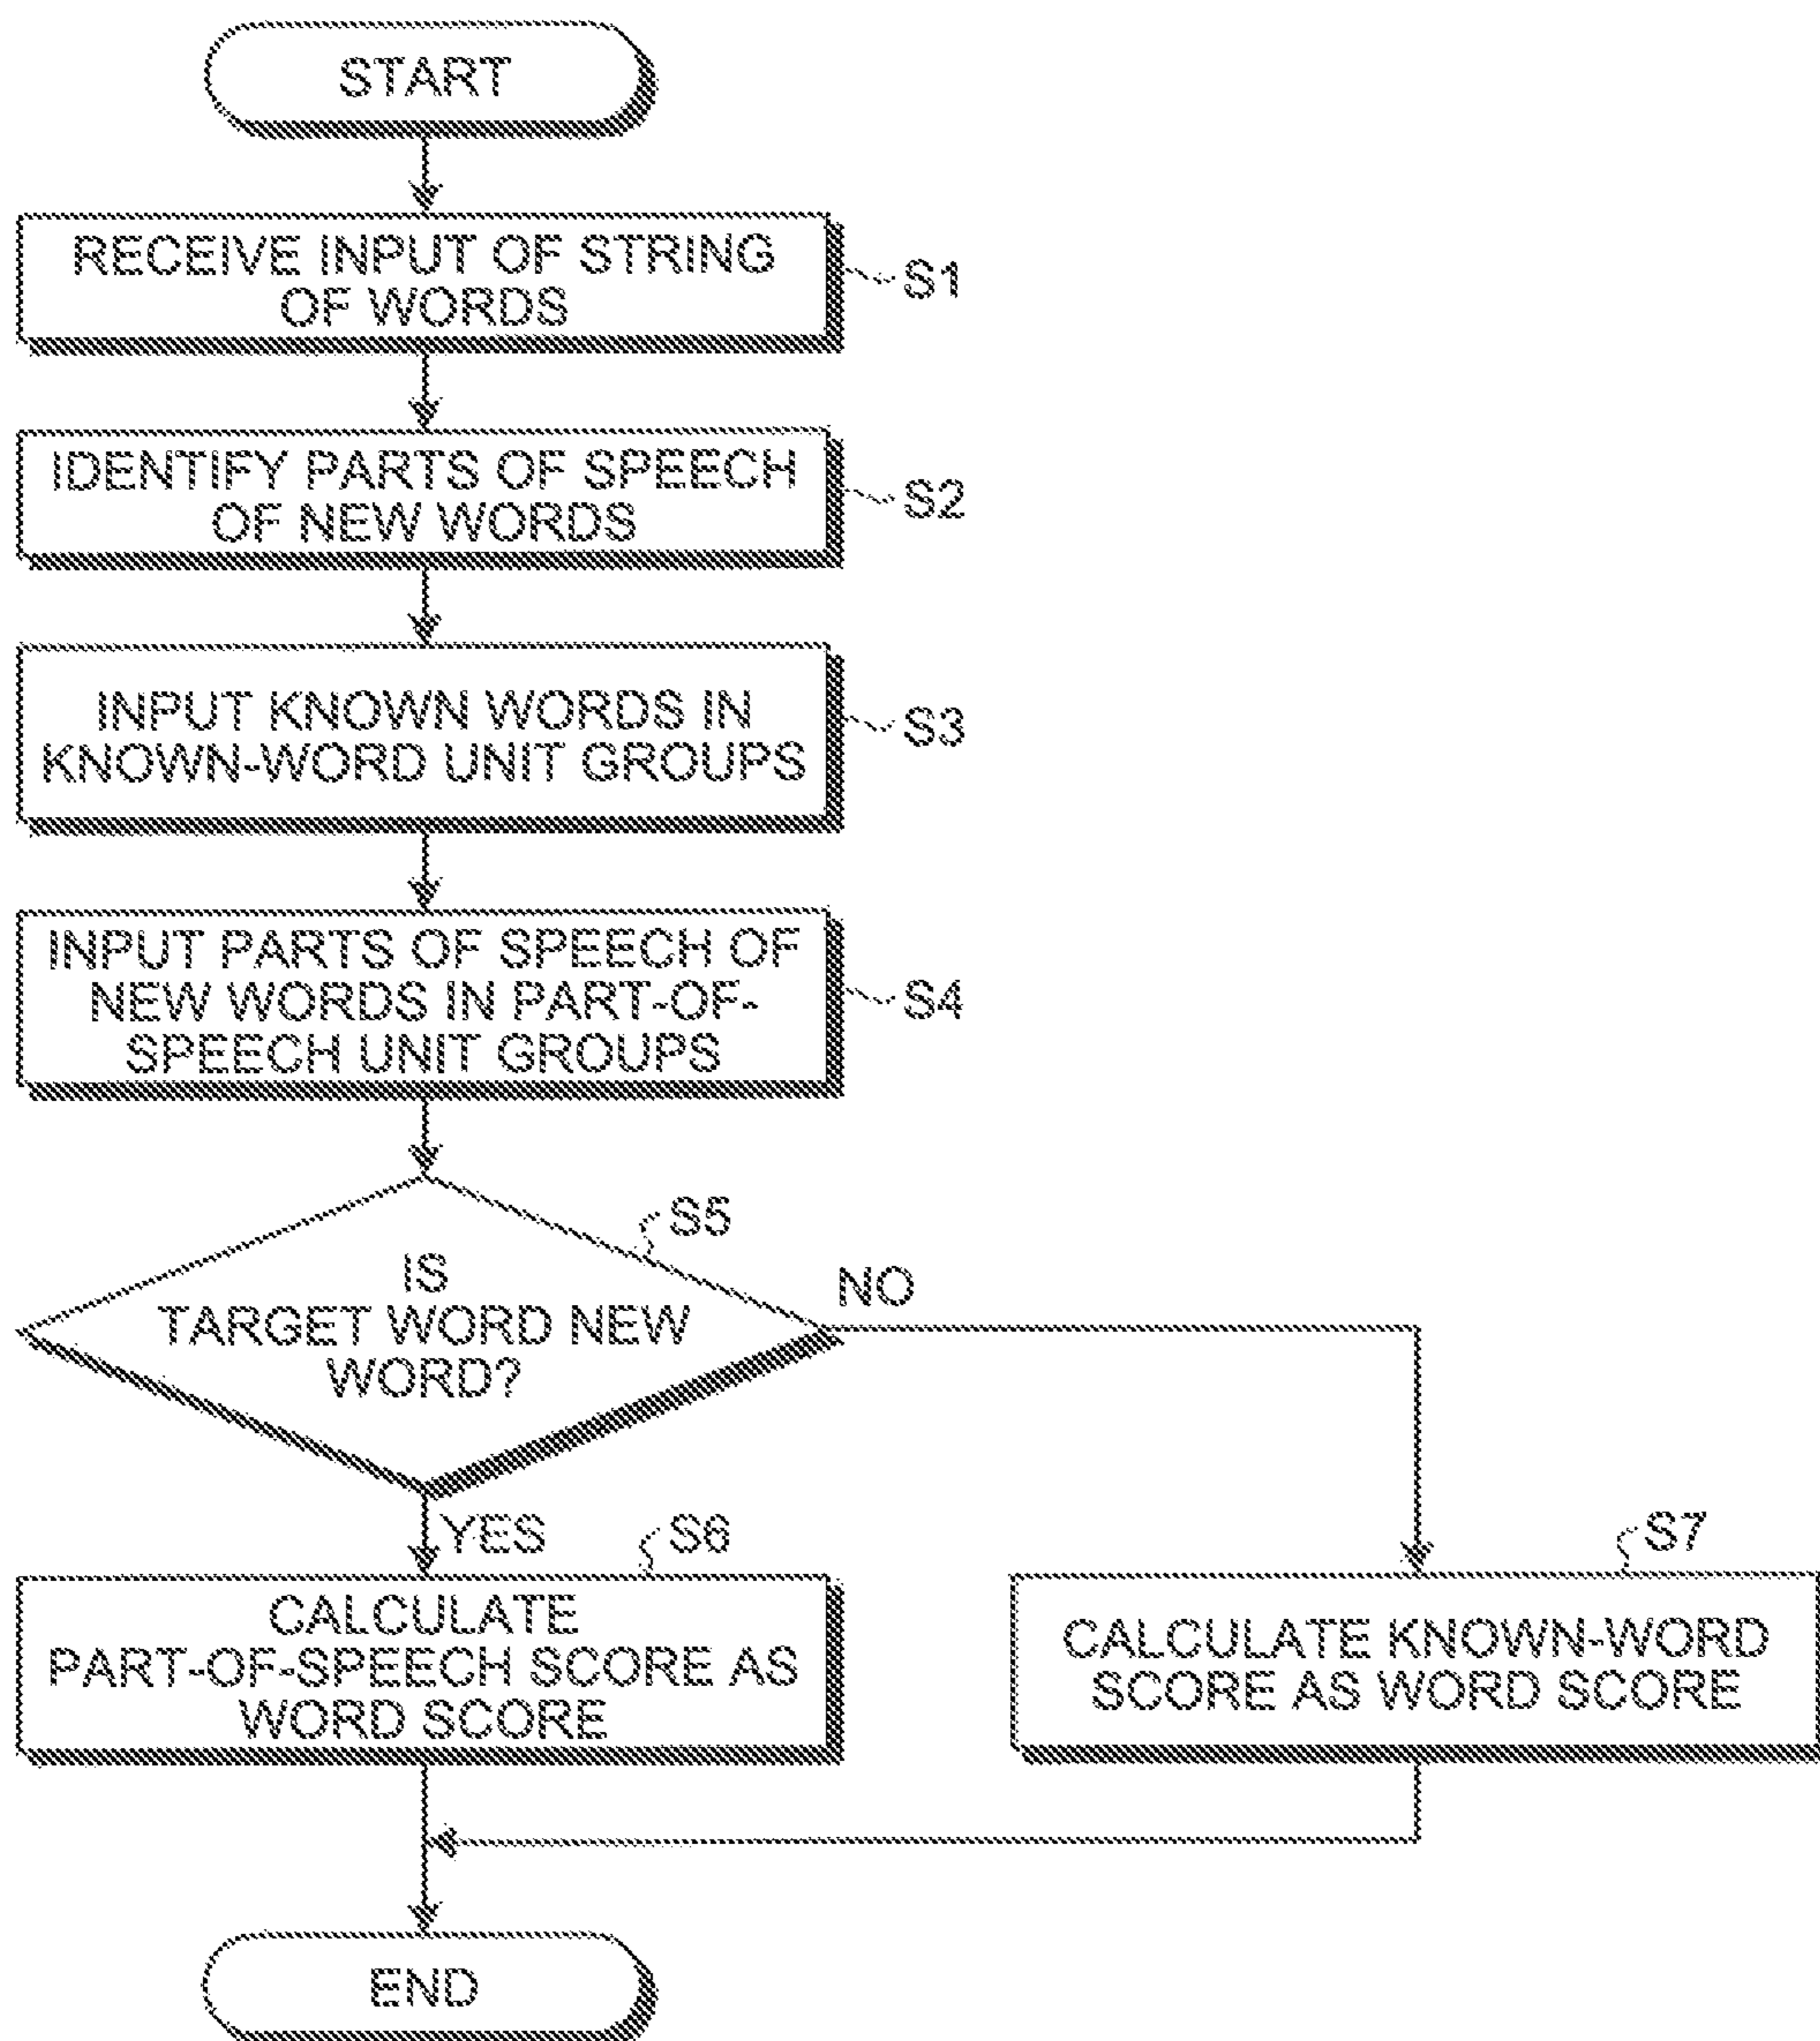 START
RECEIVE INPUT OF STRING
OF WORDS
S1
IDENTIFY PARTS OF SPEECH
OF NEW WORDS
S2
INPUT KNOWN WORDS IN
KNOWN-WORD UNIT GROUPS
S3
INPUT PARTS OF SPEECH OF
NEW WORDS IN PART-OF-
SPEECH UNIT GROUPS
S4
S5
IS
TARGET WORD NEW
WORD?
NO
YES
S6
CALCULATE
PART-OF-SPEECH SCORE AS
WORD SCORE
S7
CALCULATE KNOWN-WORD
SCORE AS WORD SCORE
END